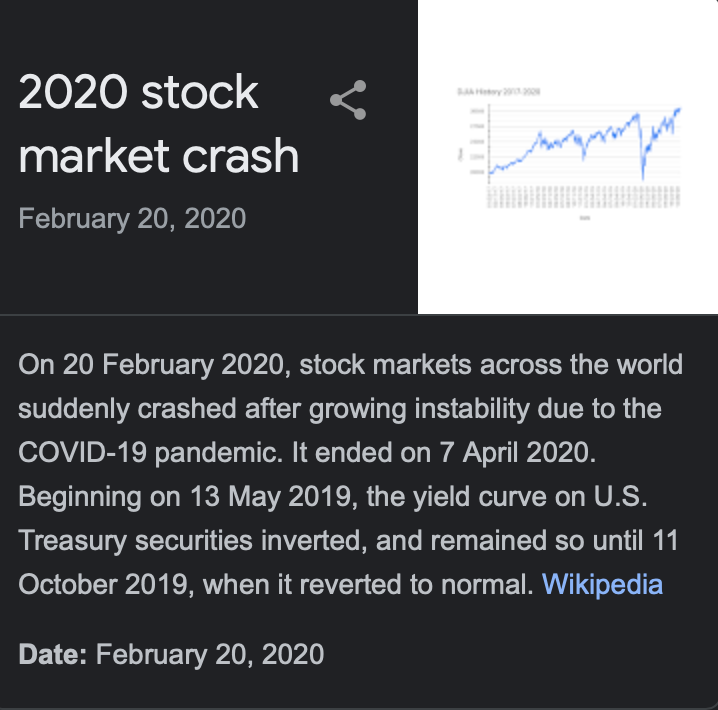 2020 stock
market crash
February 20, 2020
DJIA History 2017-2020
On 20 February 2020, stock markets across the world
suddenly crashed after growing instability due to the
COVID-19 pandemic. It ended on 7 April 2020.
Beginning on 13 May 2019, the yield curve on U.S.
Treasury securities inverted, and remained so until 11
October 2019, when it reverted to normal. Wikipedia
Date: February 20, 2020